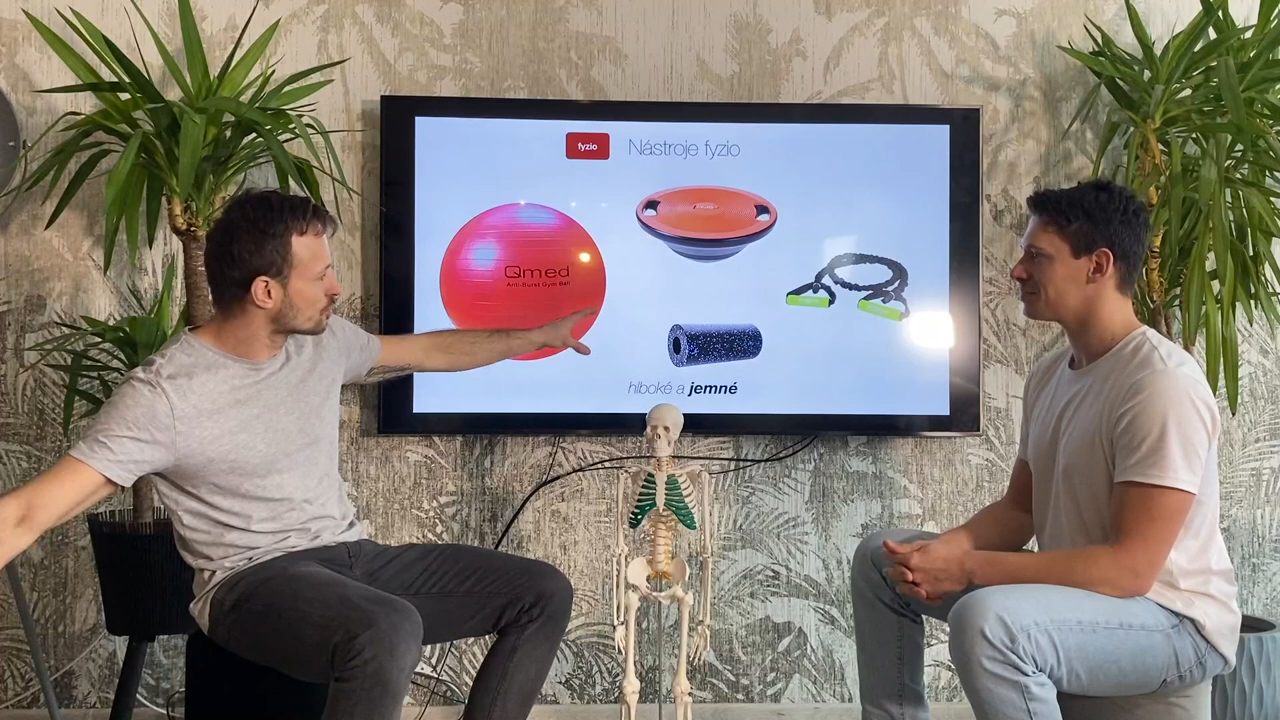 fyzio
Nástroje fyzio
Qmed
Anti-Burst Gym Ball
hlboké a jemné